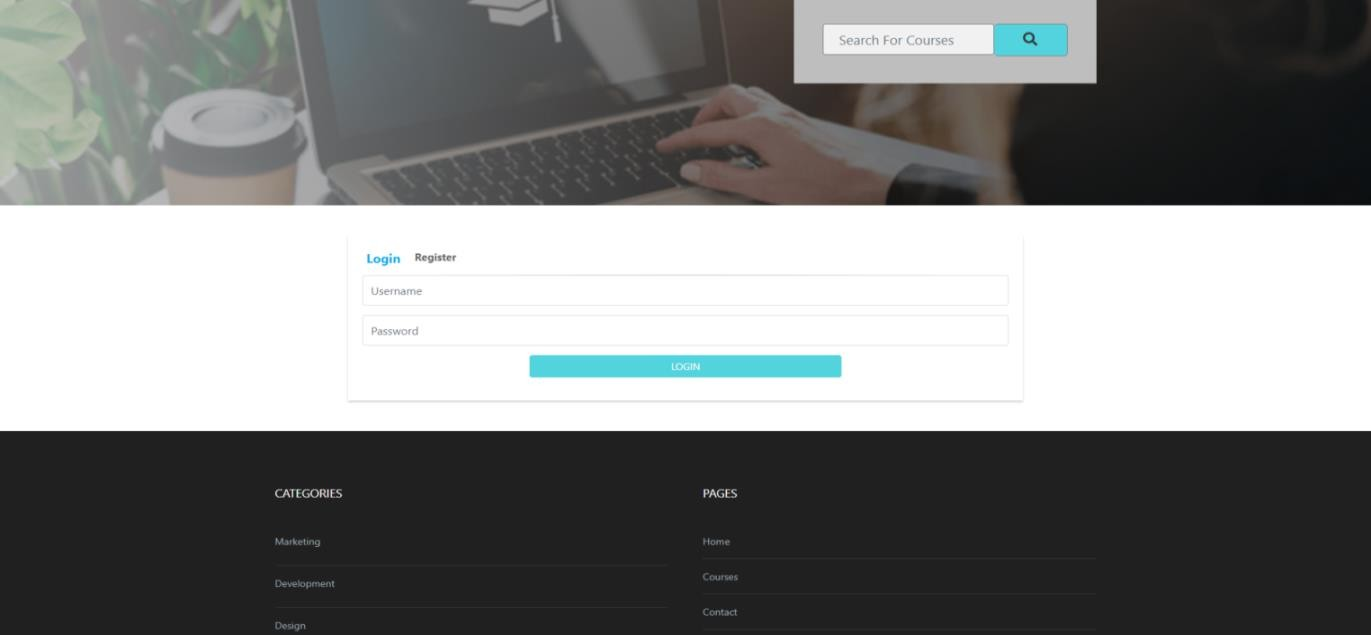 Search For Courses
Login Register
Username
Password
LOGIN
CATEGORIES
Marketing
Development
Design
PAGES
Home
Courses
Contact